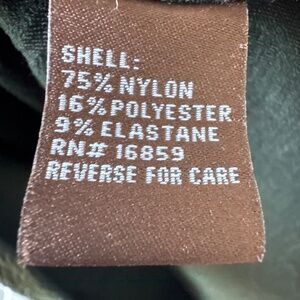 SHELL:
75% NYLON
16% POLYESTER
9% ELASTANE
RN# 16859
REVERSE FOR CARE